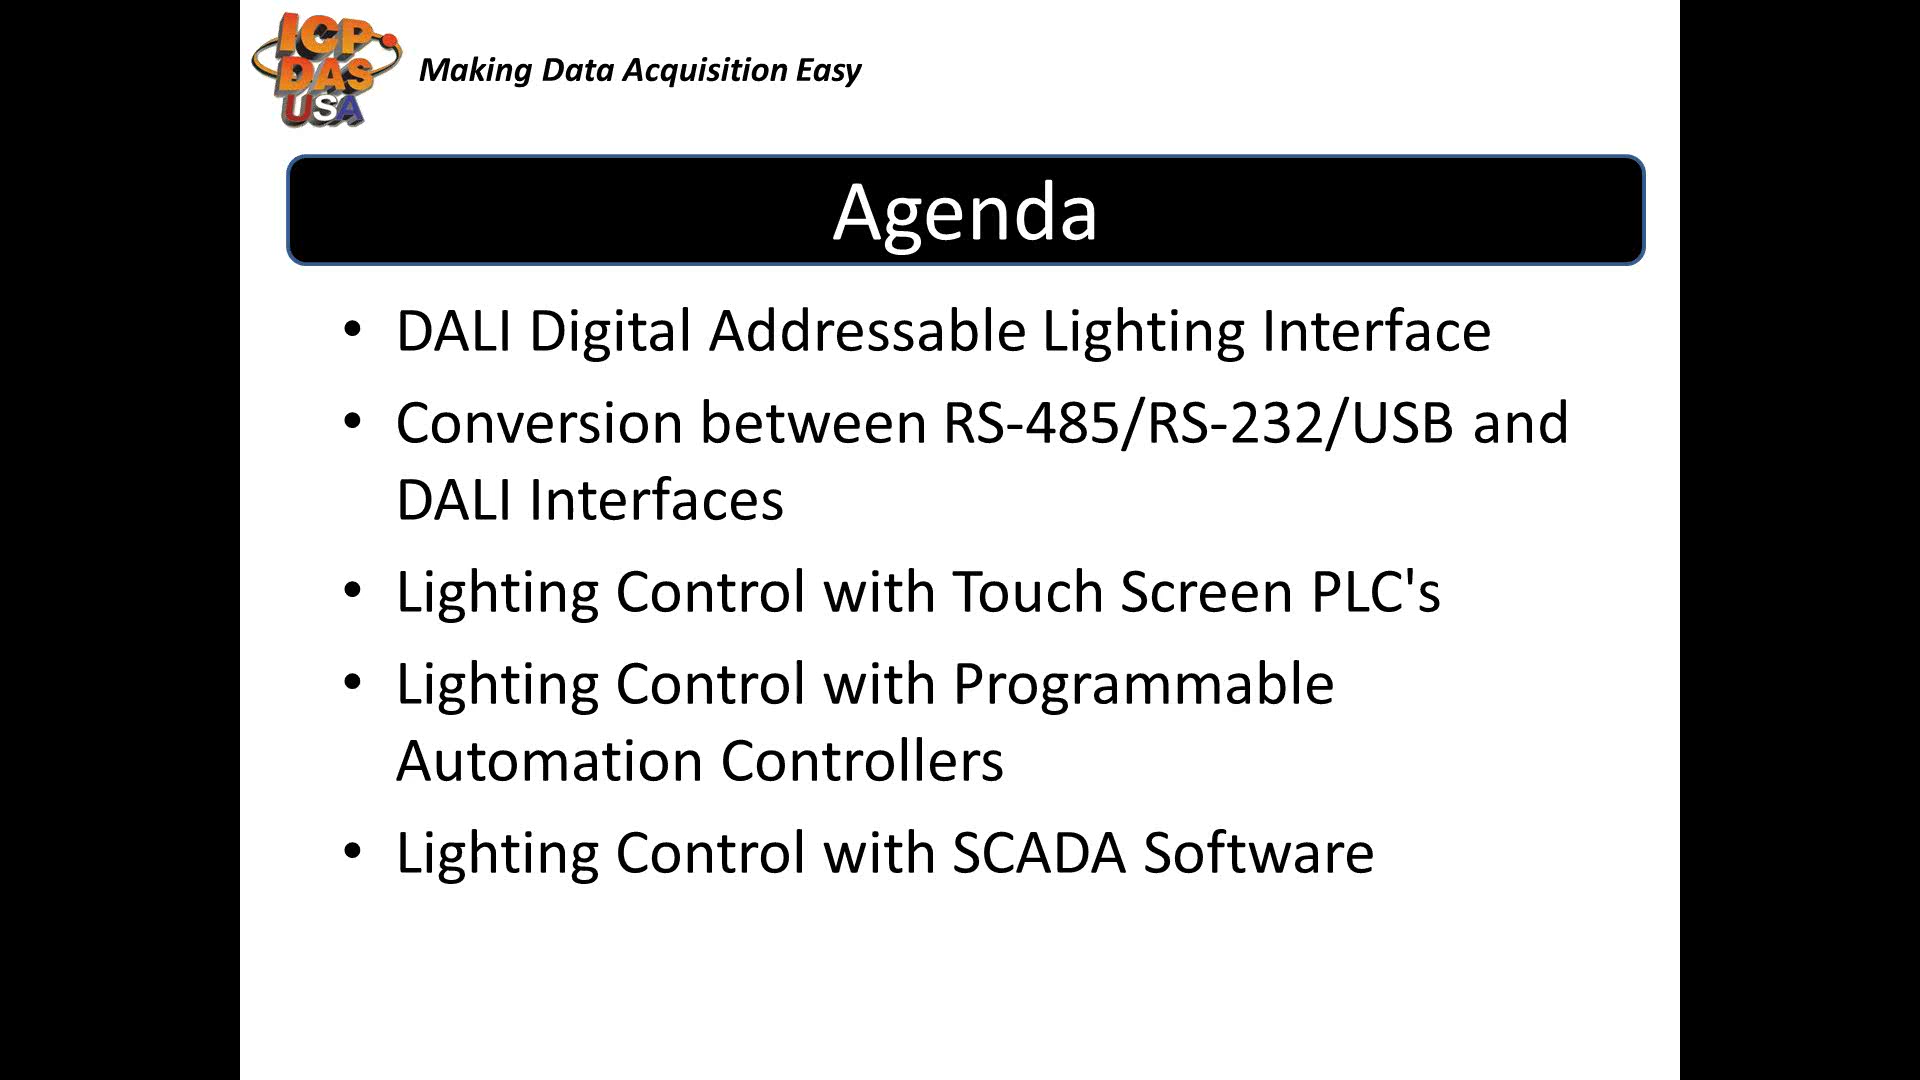 ICP
DAS
USA
Making Data Acquisition Easy
Agenda
• DALI Digital Addressable Lighting Interface
• Conversion between RS-485/RS-232/USB and
DALI Interfaces
• Lighting Control with Touch Screen PLC's
• Lighting Control with Programmable
Automation Controllers
• Lighting Control with SCADA Software